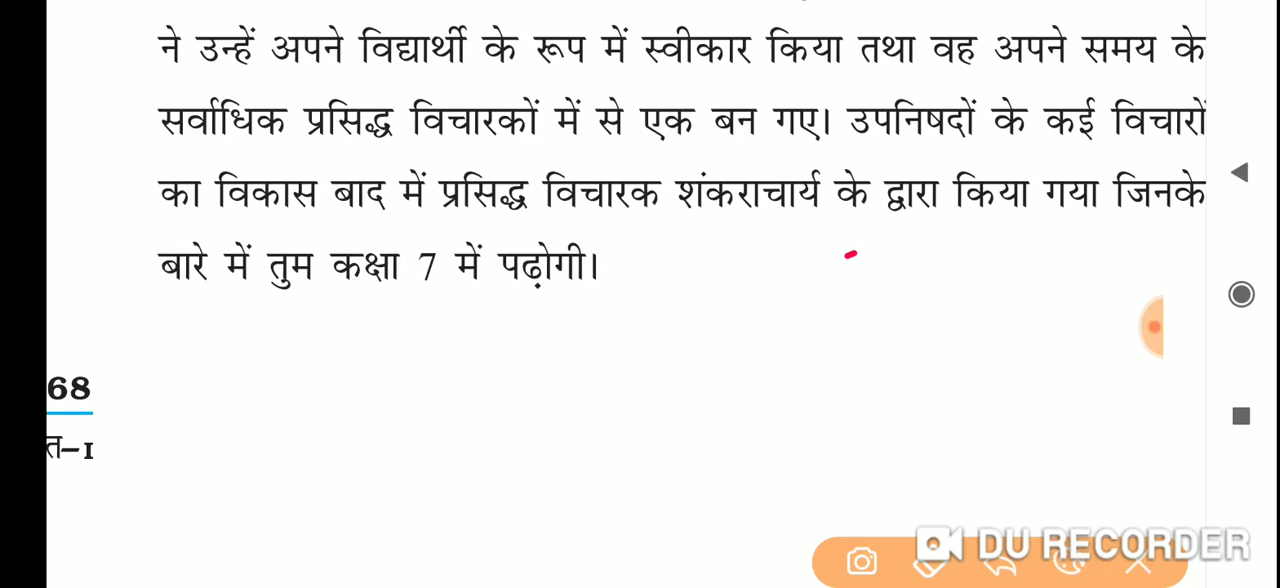 ने उन्हें अपने विद्यार्थी के रूप में स्वीकार किया तथा वह अपने समय के
सर्वाधिक प्रसिद्ध विचारकों में से एक बन गए। उपनिषदों के कई विचारों
का विकास बाद में प्रसिद्ध विचारक शंकराचार्य के द्वारा किया गया जिनके
बारे में तुम कक्षा 7 में पढ़ोगी।
68
त–I
DU RECORDER